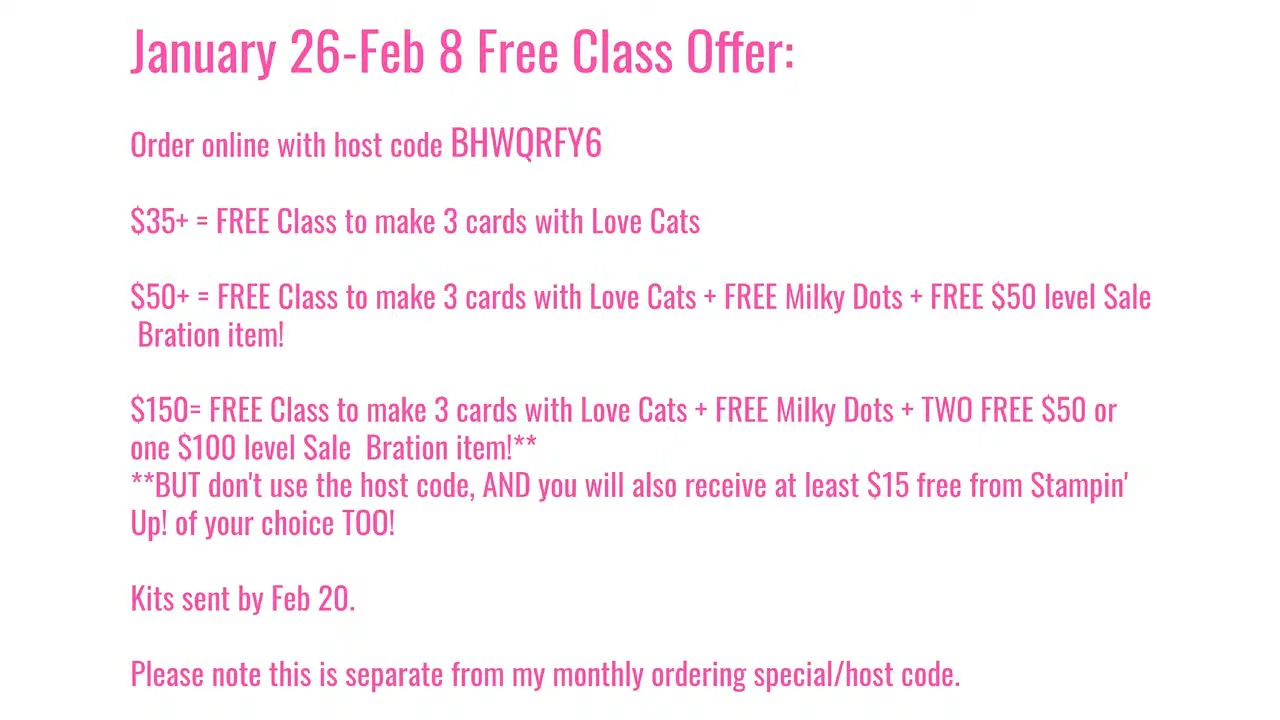 January 26-Feb 8 Free Class Offer:
Order online with host code BHWQRFY6
$35+ = FREE Class to make 3 cards with Love Cats
$50+ = FREE Class to make 3 cards with Love Cats + FREE Milky Dots + FREE $50 level Sale
Bration item!
$150= FREE Class to make 3 cards with Love Cats + FREE Milky Dots + TWO FREE $50 or
one $100 level Sale  Bration item!**
**BUT don't use the host code, AND you will also receive at least $15 free from Stampin'
Up! of your choice TOO!
Kits sent by Feb 20.
Please note this is separate from my monthly ordering special/host code.